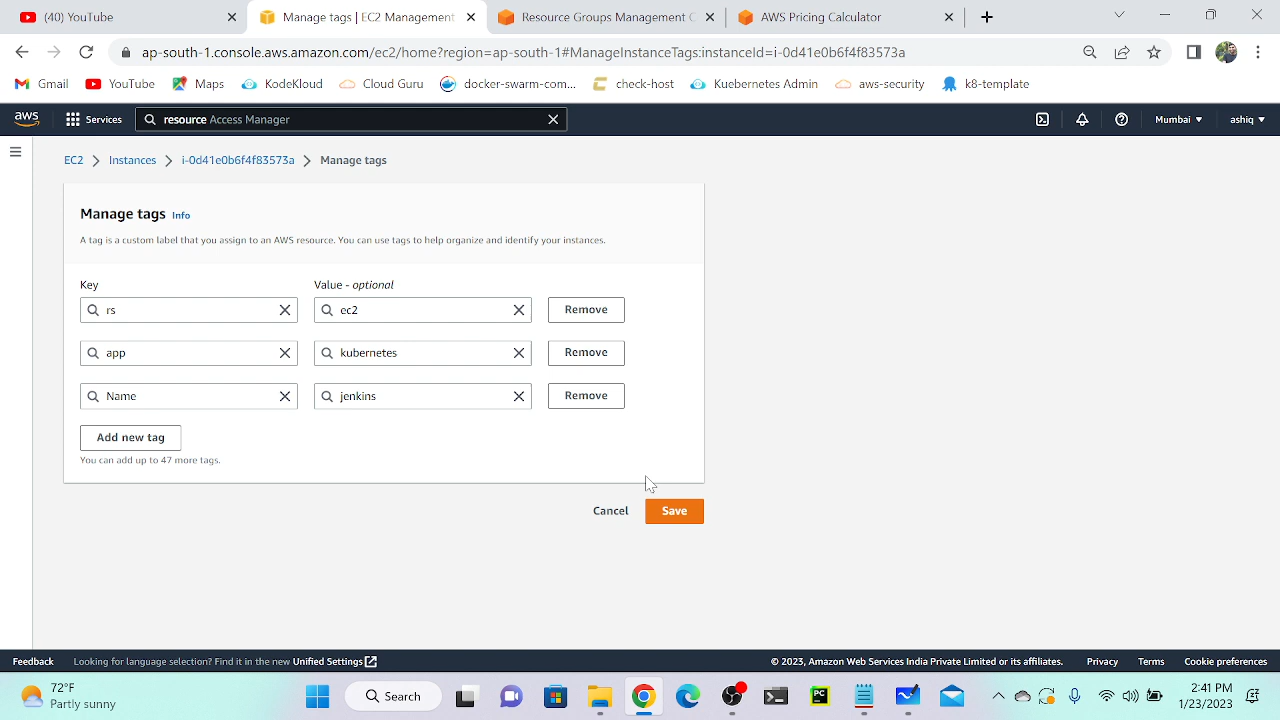 (40) YouTube
Manage tags | EC2 Management
Resource Groups Management C
AWS Pricing Calculator
ap-south-1.console.aws.amazon.com/ec2/home?region=ap-south-1#ManageInstanceTags:instanceId=i-0d41e0b6f4f83573a
Gmail
YouTube
Maps
KodeKloud
Cloud Guru
docker-swarm-com...
check-host
Kubernetes Admin
aws-security
k8-template
aws
Services
resource Access Manager
Mumbai
ashiq
EC2
Instances
i-0d41e0b6f4f83573a
Manage tags
Manage tags Info
A tag is a custom label that you assign to an AWS resource. You can use tags to help organize and identify your instances.
Key
Value - optional
rs
ec2
Remove
app
kubernetes
Remove
Name
jenkins
Remove
Add new tag
You can add up to 47 more tags.
Cancel
Save
Feedback
Looking for language selection? Find it in the new Unified Settings
© 2023, Amazon Web Services India Private Limited or its affiliates.
Privacy
Terms
Cookie preferences
72°F
Partly sunny
Search
PC
2:41 PM
1/23/2023